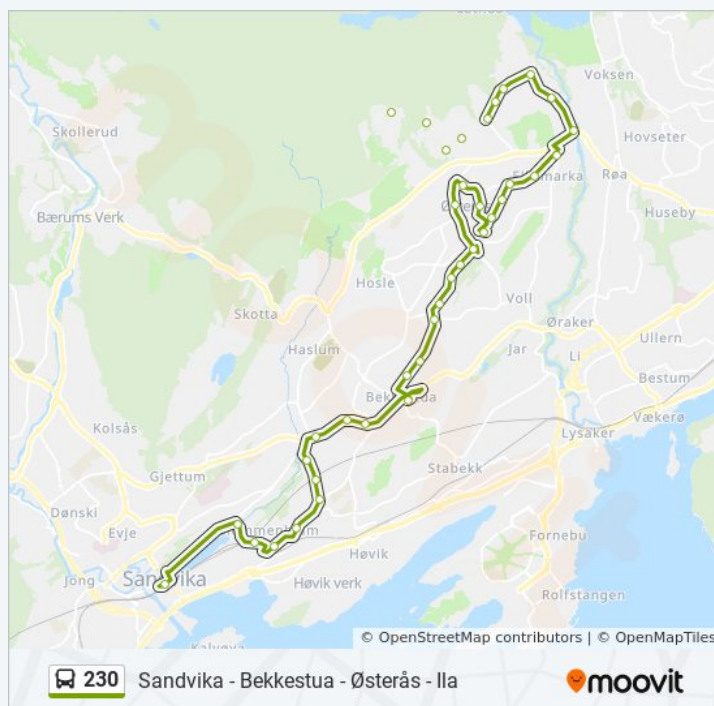 Voksen
Skollerud
Hovseter
Røa
Bærums Verk
Huseby
Hosle
Voll
Skotta
Øraker
Ullern
Haslum
Jar
Li
Bestum
Vækerø
Kolsås
Lysaker
Gjettum
Stabekk
Dønski
Evje
Fornebu
Høvik
Jong
Sandvika
Høvik verk
Rolfstangen
Kalvøya
© OpenStreetMap contributors | © OpenMapTiles
230 Sandvika - Bekkestua - Østerås - Ila moovit